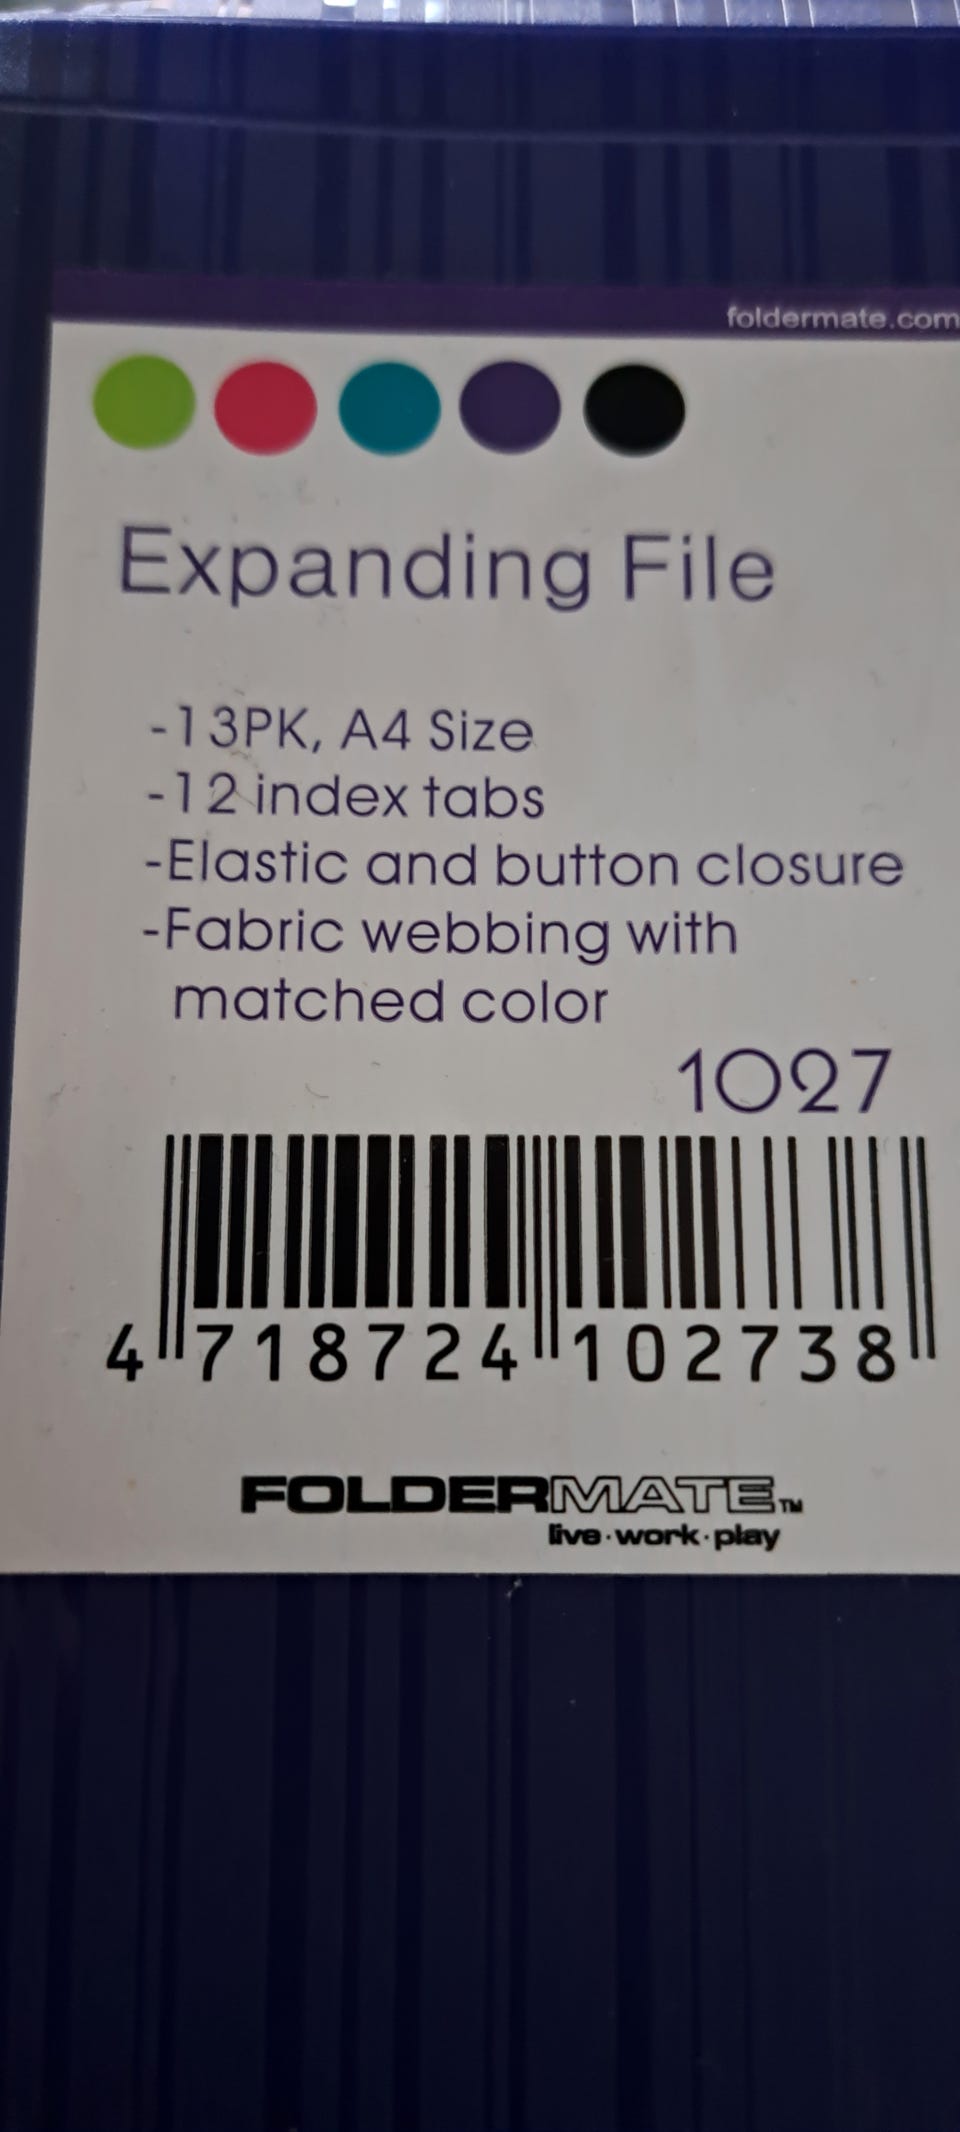 foldermate.com
Expanding File
-13PK, A4 Size
-12 index tabs
-Elastic and button closure
-Fabric webbing with
matched color
1027
4 718724 102738
FOLDERMATE™
live·work·play